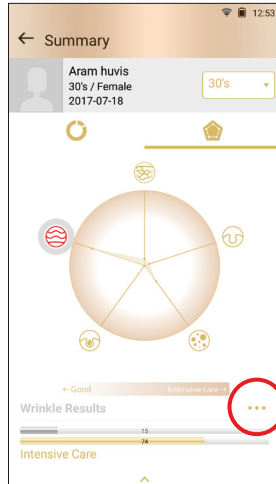 12:53
← Summary
Aram huvis
30's / Female
30's
2017-07-18
← Good
Intensive care →
Wrinkle Results
15
74
Intensive Care